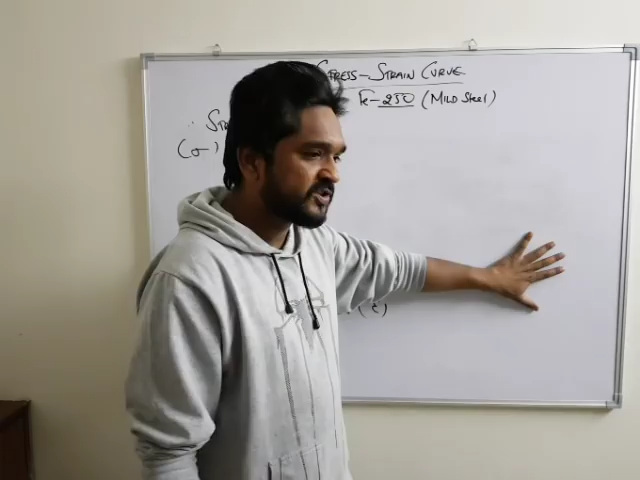 STRESS-STRAIN CURVE
Fe-250 (MILD Steel)
(σ)
(ε)